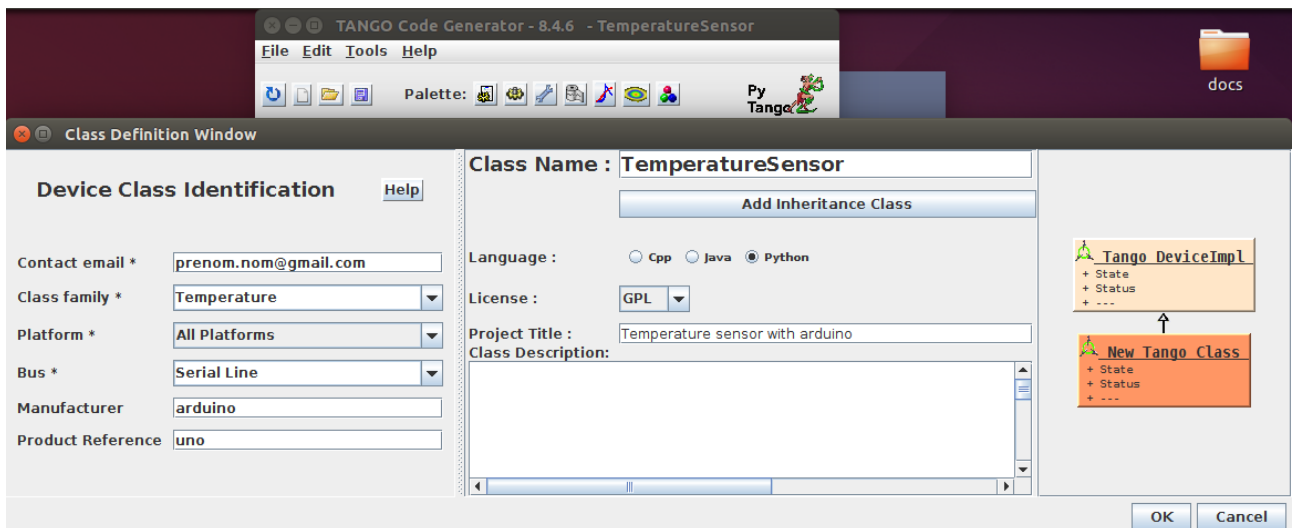 TANGO Code Generator - 8.4.6 - TemperatureSensor
File Edit Tools Help
Palette:
Py
Tango
docs
Class Definition Window
Device Class Identification
Help
Contact email *
prenom.nom@gmail.com
Class family *
Temperature
Platform *
All Platforms
Bus *
Serial Line
Manufacturer
arduino
Product Reference
uno
Class Name :
TemperatureSensor
Add Inheritance Class
Language :
Cpp Java Python
License :
GPL
Project Title :
Temperature sensor with arduino
Class Description:
Tango DeviceImpl
+ State
+ Status
+ ---
New Tango Class
+ State
+ Status
+ ---
OK Cancel